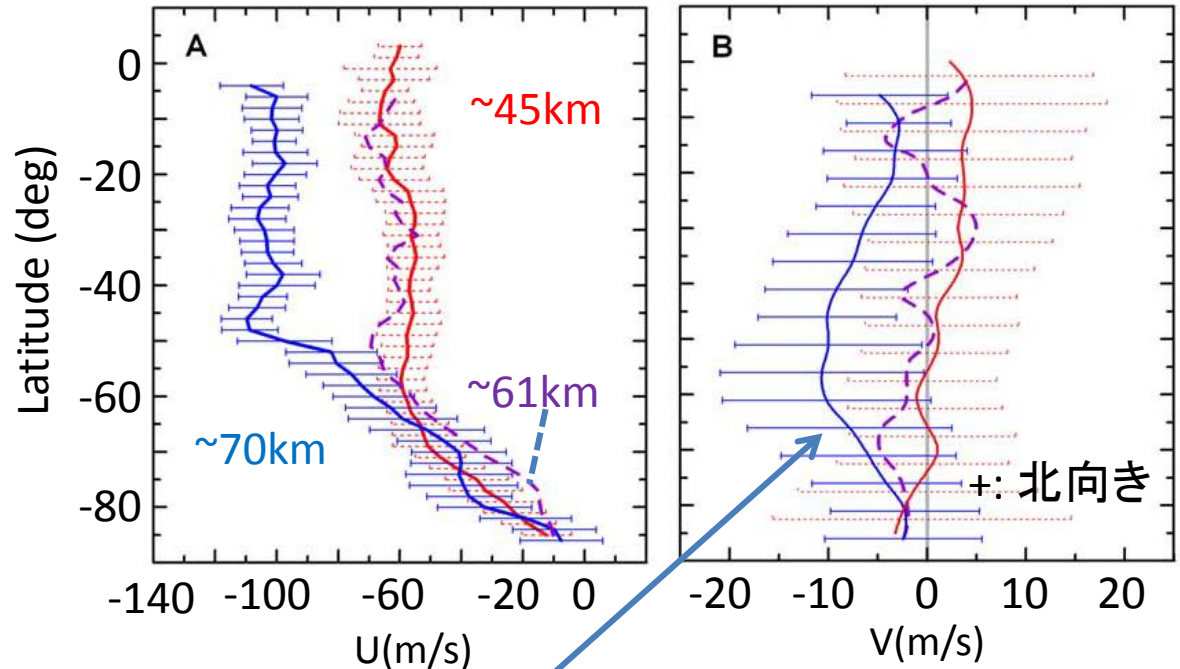 A
B
0
-20
-40
-60
-80
Latitude (deg)
~45km
~61km
~70km
+: 北向き
-140 -100 -60 -20 0
U(m/s)
-20 -10 0 10 20
V(m/s)